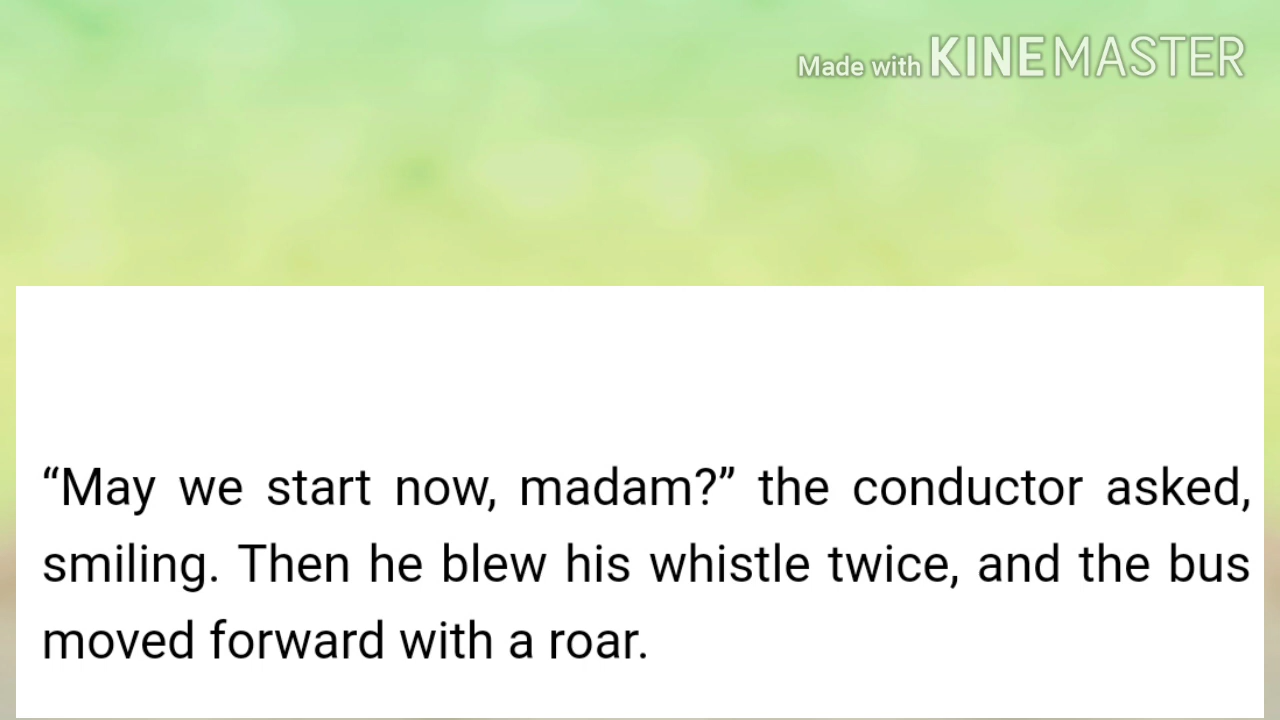 Made with KINEMASTER
“May we start now, madam?” the conductor asked,
smiling. Then he blew his whistle twice, and the bus
moved forward with a roar.